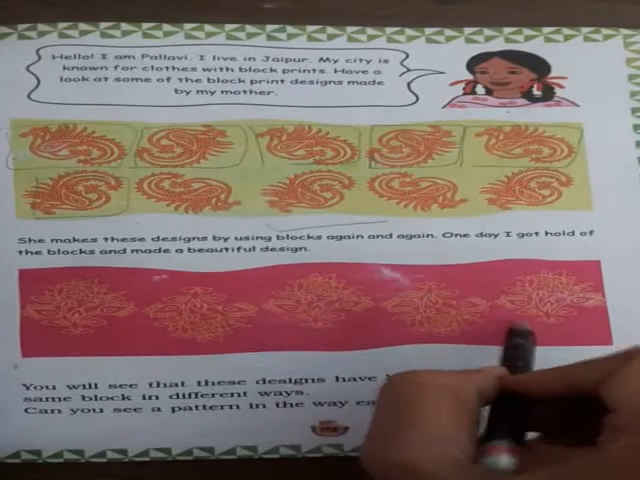 Hello! I am Pallavi. I live in Jaipur. My city is
known for clothes with block prints. Have a
look at some of the block print designs made
by my mother.
She makes these designs by using blocks again and again. One day I got hold of
the blocks and made a beautiful design.
You will see that these designs have
same block in different ways.
Can you see a pattern in the way